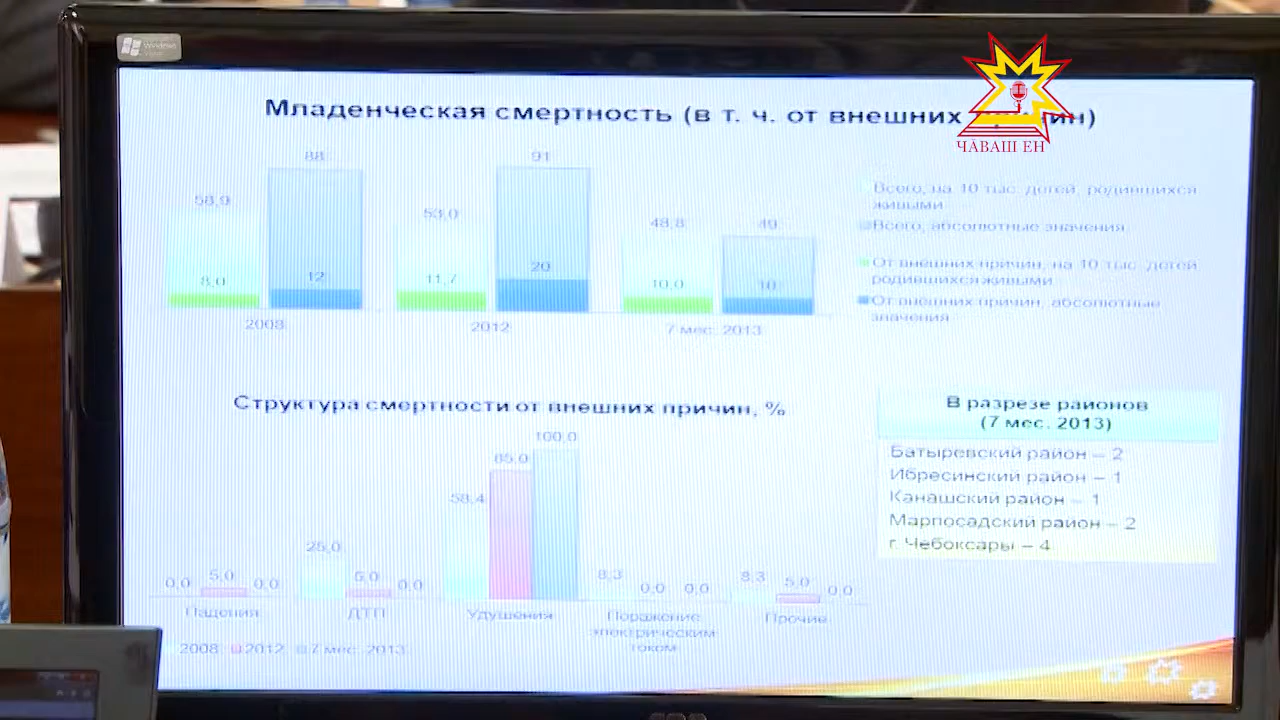 Windows
Младенческая смертность (в т. ч. от внешних
ЧӐВАШ ЕН
58,9
88
53,0
91
48,8
49
8,0
12
11,7
20
10,0
10
2008
2012
7 мес. 2013
Всего, на 10 тыс. детей, родившихся
живыми
Всего, абсолютные значения
От внешних причин, на 10 тыс. детей
родившихся живыми
От внешних причин, абсолютные
значения
Структура смертности от внешних причин, %
0,0
5,0
0,0
25,0
5,0
0,0
58,4
85,0
100,0
8,3
0,0
0,0
8,3
5,0
0,0
Падения
ДТП
Удушения
Поражение
электрическим
током
Прочие
2008 2012 7 мес. 2013
В разрезе районов
(7 мес. 2013)
Батыревский район – 2
Ибресинский район – 1
Канашский район – 1
Марпосадский район – 2
г. Чебоксары – 4